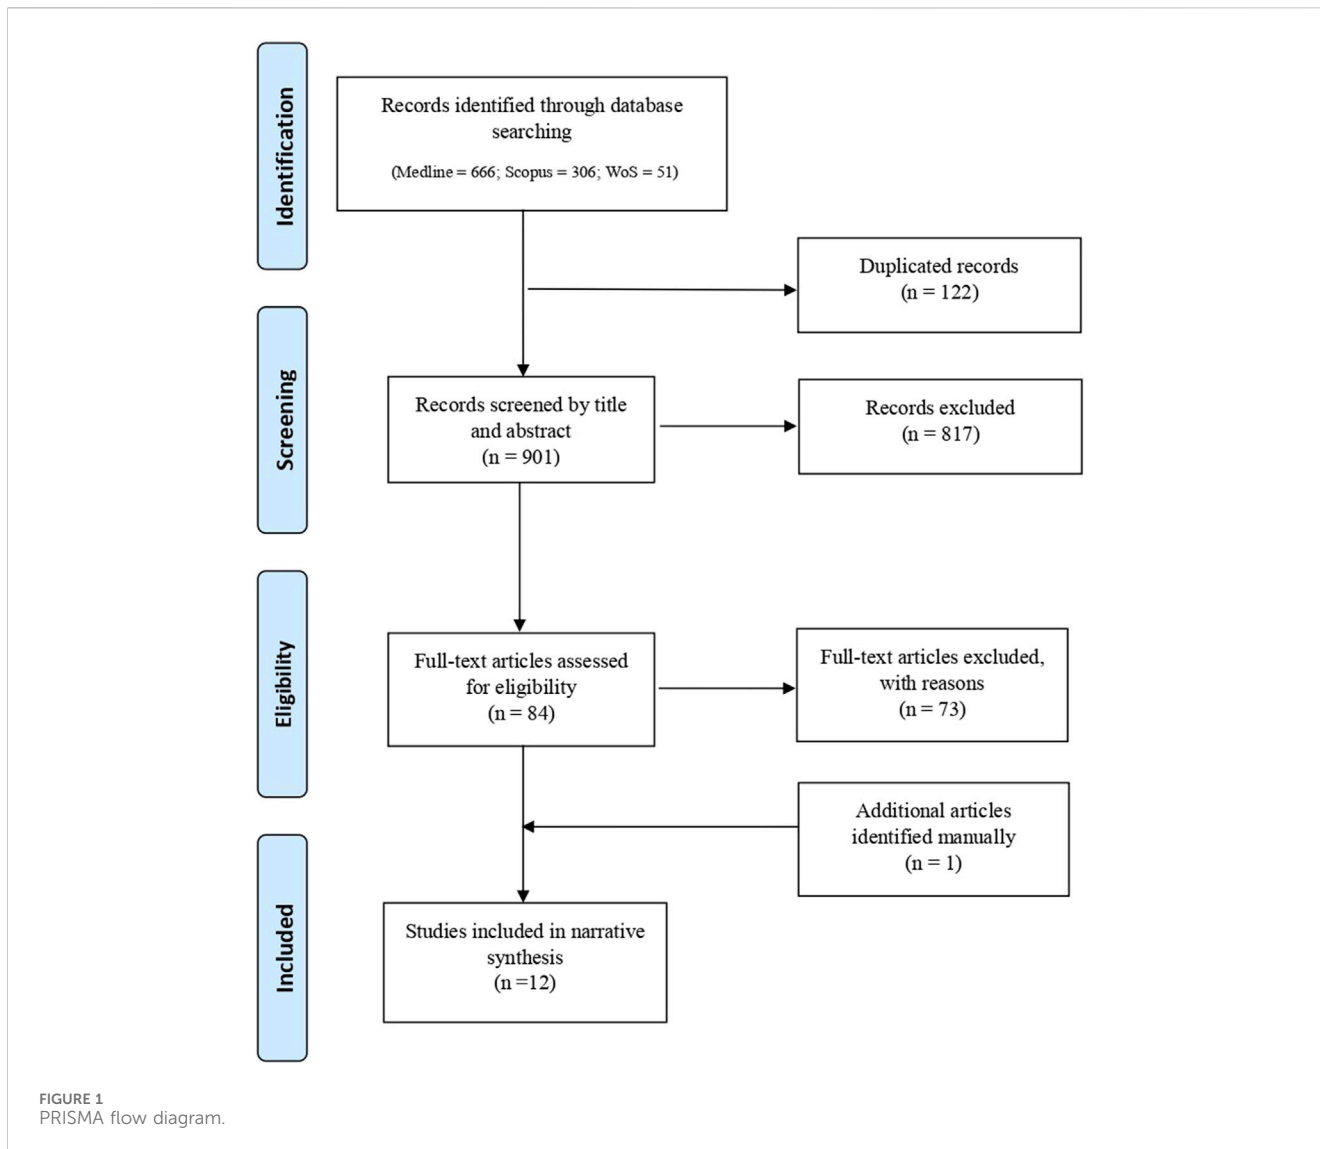 Identification
Records identified through database
searching
(Medline = 666; Scopus = 306; WoS = 51)
Duplicated records
(n = 122)
Screening
Records screened by title
and abstract
(n = 901)
Records excluded
(n = 817)
Eligibility
Full-text articles assessed
for eligibility
(n = 84)
Full-text articles excluded,
with reasons
(n = 73)
Additional articles
identified manually
(n = 1)
Included
Studies included in narrative
synthesis
(n =12)
FIGURE 1
PRISMA flow diagram.